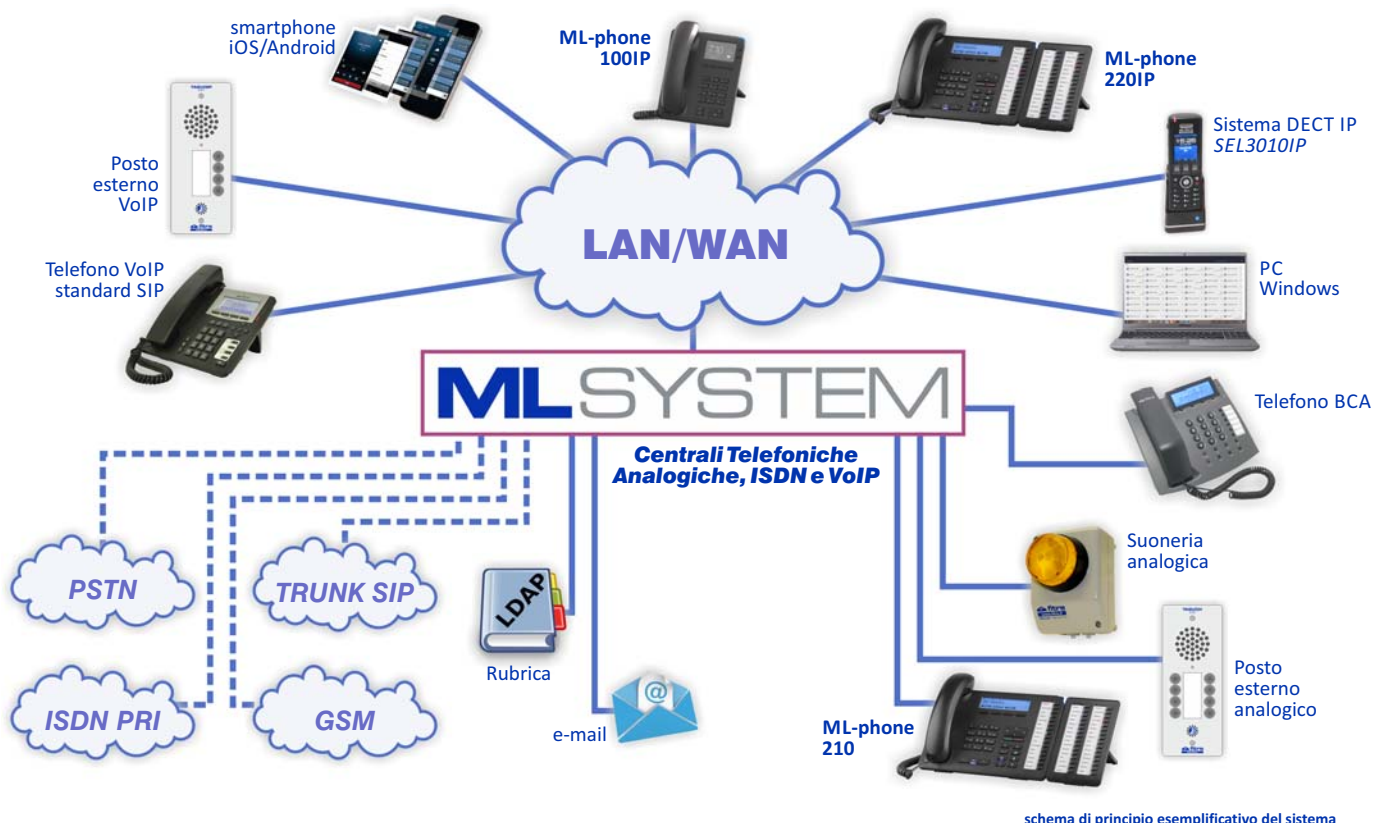 smartphone
iOS/Android
ML-phone
100IP
ML-phone
220IP
Sistema DECT IP
SEL3010IP
Posto
esterno
VoIP
LAN/WAN
Telefono VoIP
standard SIP
PC
Windows
MLSYSTEM
Telefono BCA
Centrali Telefoniche
Analogiche, ISDN e VoIP
Suoneria
analogica
PSTN
TRUNK SIP
LDAP
Rubrica
Posto
esterno
analogico
ISDN PRI
GSM
@
e-mail
ML-phone
210
schema di principio esemplificativo del sistema